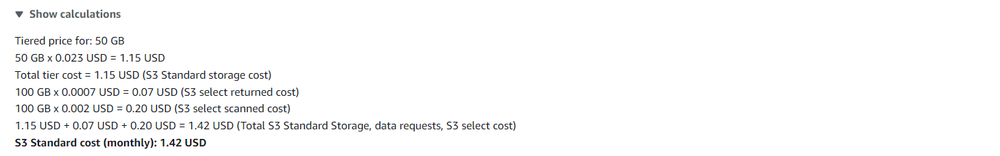 Show calculations
Tiered price for: 50 GB
50 GB x 0.023 USD = 1.15 USD
Total tier cost = 1.15 USD (S3 Standard storage cost)
100 GB x 0.0007 USD = 0.07 USD (S3 select returned cost)
100 GB x 0.002 USD = 0.20 USD (S3 select scanned cost)
1.15 USD + 0.07 USD + 0.20 USD = 1.42 USD (Total S3 Standard Storage, data requests, S3 select cost)
S3 Standard cost (monthly): 1.42 USD